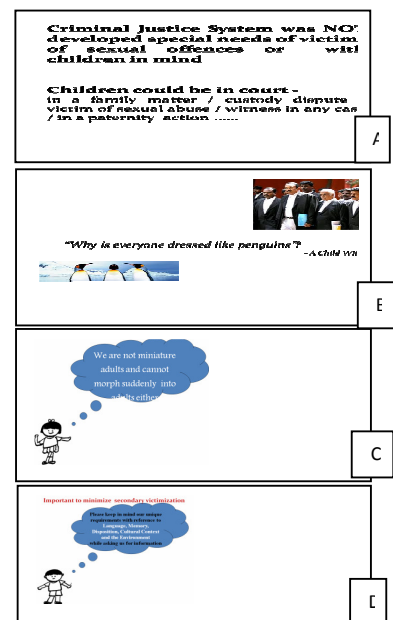 Criminal Justice System was NOT
developed special needs of victim
of sexual offences or with
children in mind
Children could be in court -
in a family matter / custody dispute
victim of sexual abuse / witness in any cas
/ in a paternity action ......
A
"Why is everyone dressed like penguins"?
- A Child Wit
B
We are not miniature
adults and cannot
morph suddenly into
adults either
C
Important to minimize secondary victimization
Please keep in mind our unique
requirements with reference to
Language, Memory,
Disposition, Cultural Context
and the Environment
while asking us for information
D